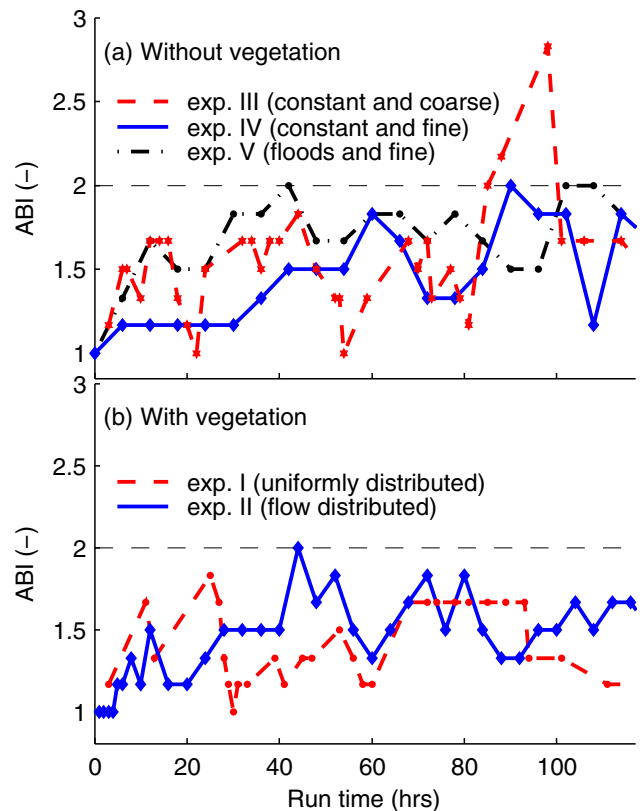 3
(a) Without vegetation
2.5
exp. III (constant and coarse)
exp. IV (constant and fine)
exp. V (floods and fine)
2
ABI (−)
1.5
1
3
(b) With vegetation
2.5
exp. I (uniformly distributed)
exp. II (flow distributed)
2
ABI (−)
1.5
1
0 20 40 60 80 100
Run time (hrs)